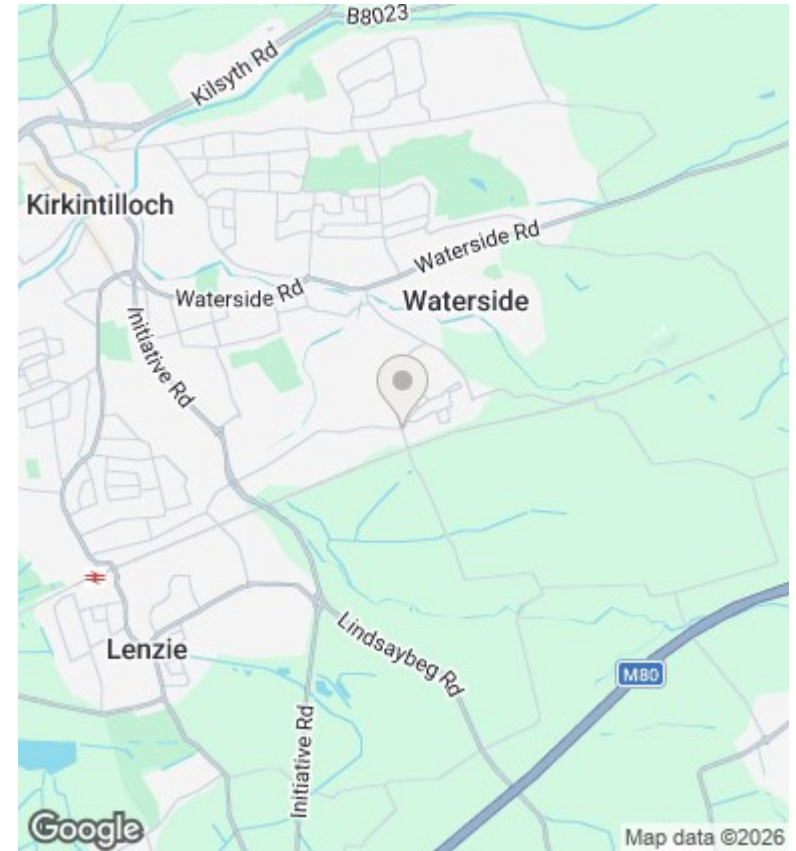 B8023
Kilsyth Rd
Kirkintilloch
Waterside Rd
Waterside Rd
Waterside
Initiative Rd
Lenzie
Lindsaybeg Rd
M80
Initiative Rd
Google
Map data ©2026